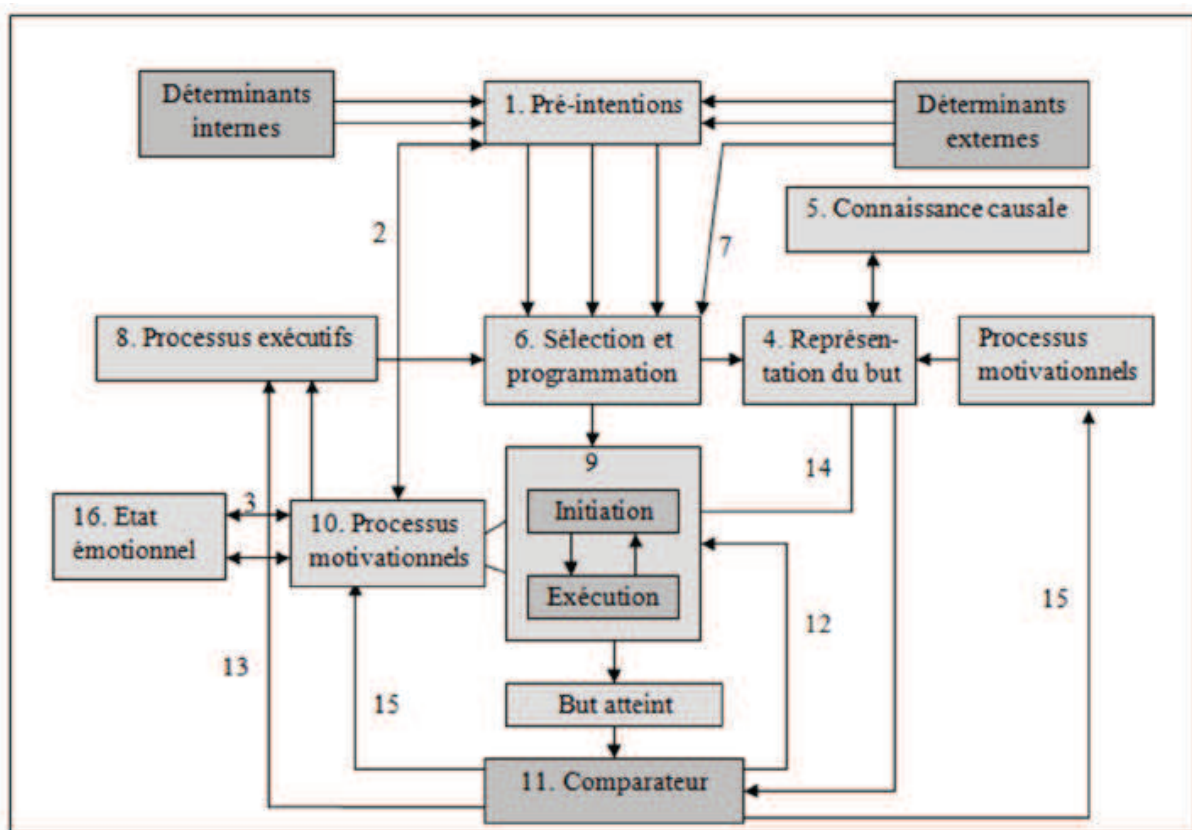 Déterminants
internes
1. Pré-intentions
Déterminants
externes
5. Connaissance causale
2
7
8. Processus exécutifs
6. Sélection et
programmation
4. Représen-
tation du but
Processus
motivationnels
9
14
3
16. Etat
émotionnel
10. Processus
motivationnels
Initiation
Exécution
12
15
13
15
But atteint
11. Comparateur